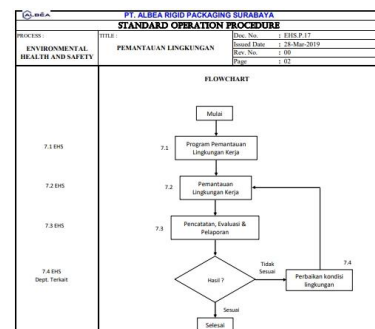 ALBÉA
PT. ALBEA RIGID PACKAGING SURABAYA
STANDARD OPERATION PROCEDURE
PROCESS :
ENVIRONMENTAL
HEALTH AND SAFETY
TITLE :
PEMANTAUAN LINGKUNGAN
Doc. No. : EHS.P.17
Issued Date : 28-Mar-2019
Rev. No. : 00
Page : 02
FLOWCHART
Mulai
7.1 EHS
7.1
Program Pemantauan
Lingkungan Kerja
7.2 EHS
7.2
Pemantauan
Lingkungan Kerja
7.3 EHS
7.3
Pencatatan, Evaluasi &
Pelaporan
7.4 EHS
Dept. Terkait
Hasil ?
Tidak
Sesuai
7.4
Perbaikan kondisi
lingkungan
Sesuai
Selesai